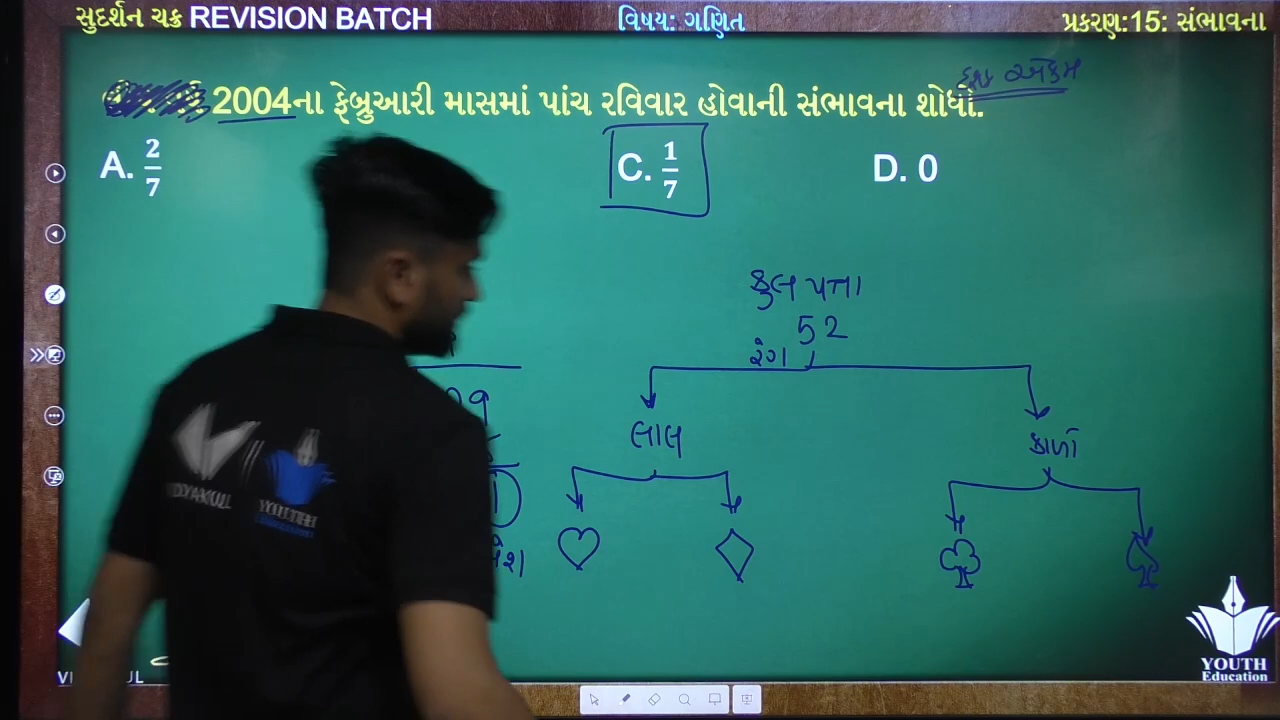 સુદર્શન ચક્ર REVISION BATCH
વિષય: ગણિત
પ્રકરણ:15: સંભાવના
2004ના ફેબ્રુઆરી માસમાં પાંચ રવિવાર હોવાની સંભાવના શોધો.
A. 2/7
C. 1/7
D. 0
કુલ પત્તા
52
રંગ
લાલ
કાળા
YOUTH
Education